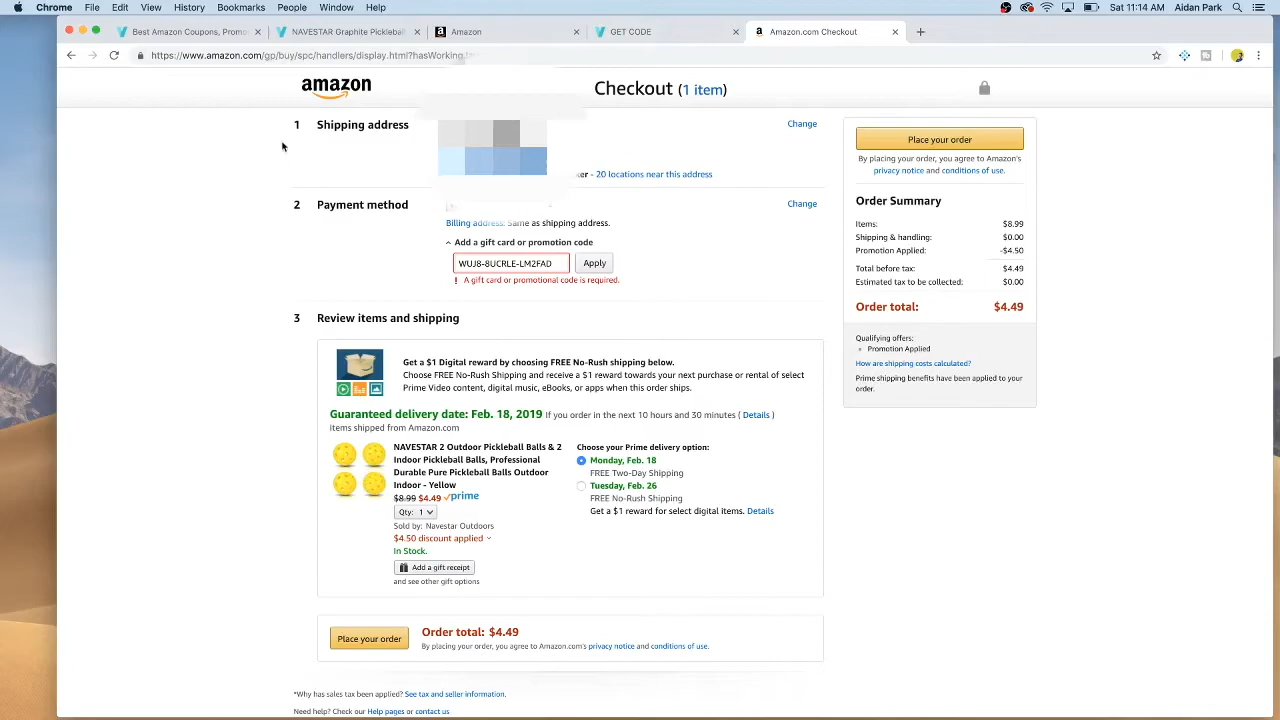 Chrome File Edit View History Bookmarks People Window Help
Sat 11:14 AM Aidan Park
Best Amazon Coupons, Promo
NAVESTAR Graphite Pickleball
Amazon
GET CODE
Amazon.com Checkout
https://www.amazon.com/gp/buy/spc/handlers/display.html?hasWorking
amazon
Checkout (1 item)
1 Shipping address
Change
- 20 locations near this address
2 Payment method
Change
Billing address: Same as shipping address.
Add a gift card or promotion code
WUJ8-8UCRLE-LM2FAD
Apply
! A gift card or promotional code is required.
3 Review items and shipping
Get a $1 Digital reward by choosing FREE No-Rush shipping below.
Choose FREE No-Rush Shipping and receive a $1 reward towards your next purchase or rental of select
Prime Video content, digital music, eBooks, or apps when this order ships.
Guaranteed delivery date: Feb. 18, 2019 If you order in the next 10 hours and 30 minutes ( Details )
Items shipped from Amazon.com
NAVESTAR 2 Outdoor Pickleball Balls & 2
Indoor Pickleball Balls, Professional
Durable Pure Pickleball Balls Outdoor
Indoor - Yellow
$8.99 $4.49 prime
Qty: 1
Sold by: Navestar Outdoors
$4.50 discount applied
In Stock.
Add a gift receipt
and see other gift options
Choose your Prime delivery option:
Monday, Feb. 18
FREE Two-Day Shipping
Tuesday, Feb. 26
FREE No-Rush Shipping
Get a $1 reward for select digital items. Details
Place your order
Order total: $4.49
By placing your order, you agree to Amazon.com's privacy notice and conditions of use.
*Why has sales tax been applied? See tax and seller information.
Need help? Check our Help pages or contact us
Place your order
By placing your order, you agree to Amazon's
privacy notice and conditions of use.
Order Summary
Items: $8.99
Shipping & handling: $0.00
Promotion Applied: -$4.50
Total before tax: $4.49
Estimated tax to be collected: $0.00
Order total: $4.49
Qualifying offers:
Promotion Applied
How are shipping costs calculated?
Prime shipping benefits have been applied to your
order.